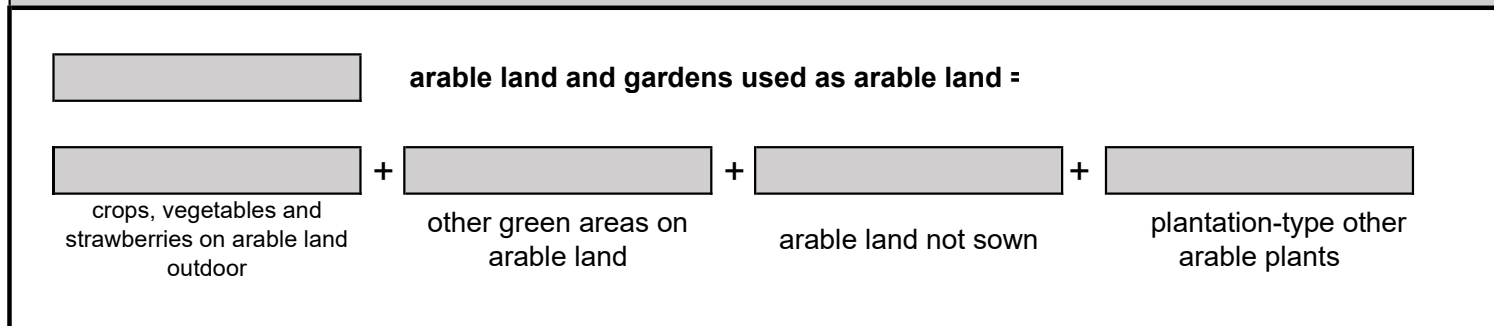 arable land and gardens used as arable land =
+ + +
crops, vegetables and
strawberries on arable land
outdoor
other green areas on
arable land
arable land not sown
plantation-type other
arable plants